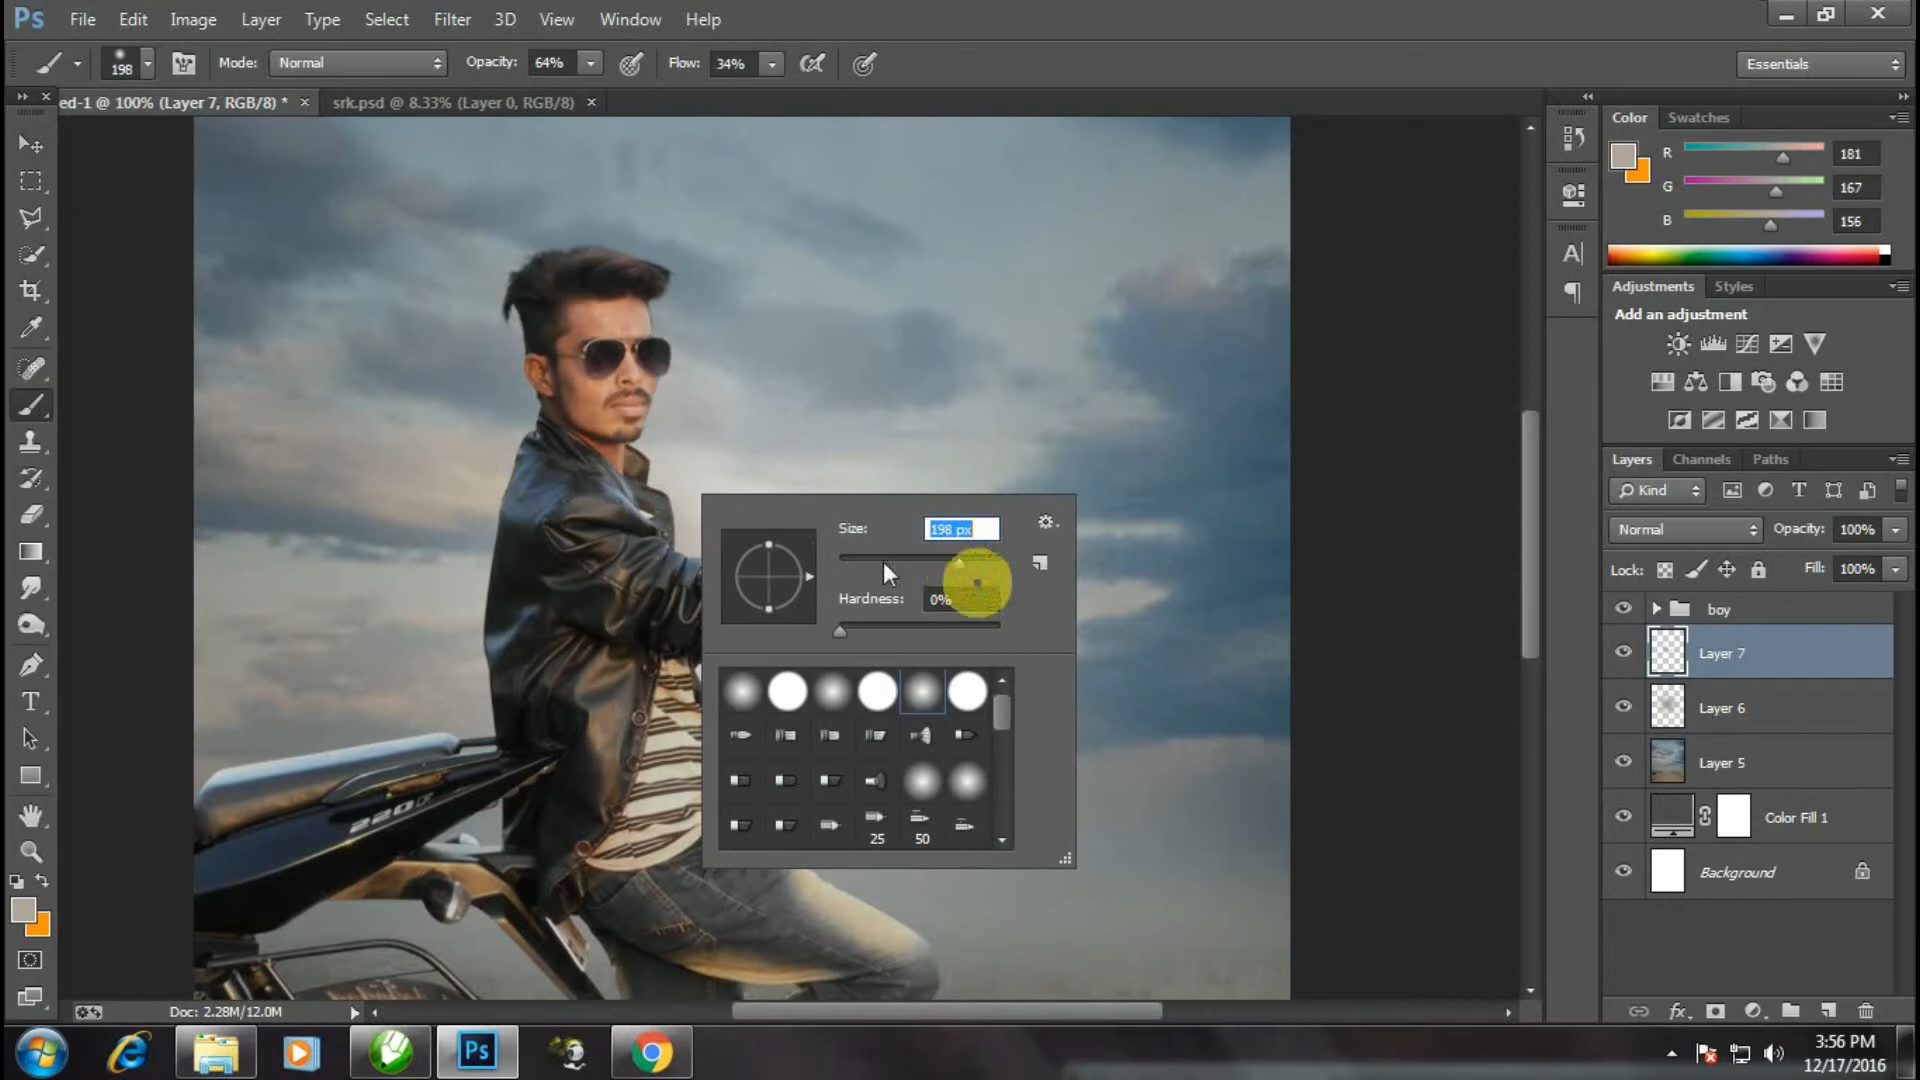 Ps File Edit Image Layer Type Select Filter 3D View Window Help
198 Mode: Normal Opacity: 64% Flow: 34% Essentials
ed-1 @ 100% (Layer 7, RGB/8) * × srk.psd @ 8.33% (Layer 0, RGB/8) ×
Color Swatches
R 181
G 167
B 156
Adjustments Styles
Add an adjustment
Layers Channels Paths
Kind
Normal Opacity: 100%
Lock: Fill: 100%
boy
Layer 7
Layer 6
Layer 5
Color Fill 1
Background
Size: 198 px
Hardness: 0%
25 50
220
Doc: 2.28M/12.0M
Ps
3:56 PM
12/17/2016